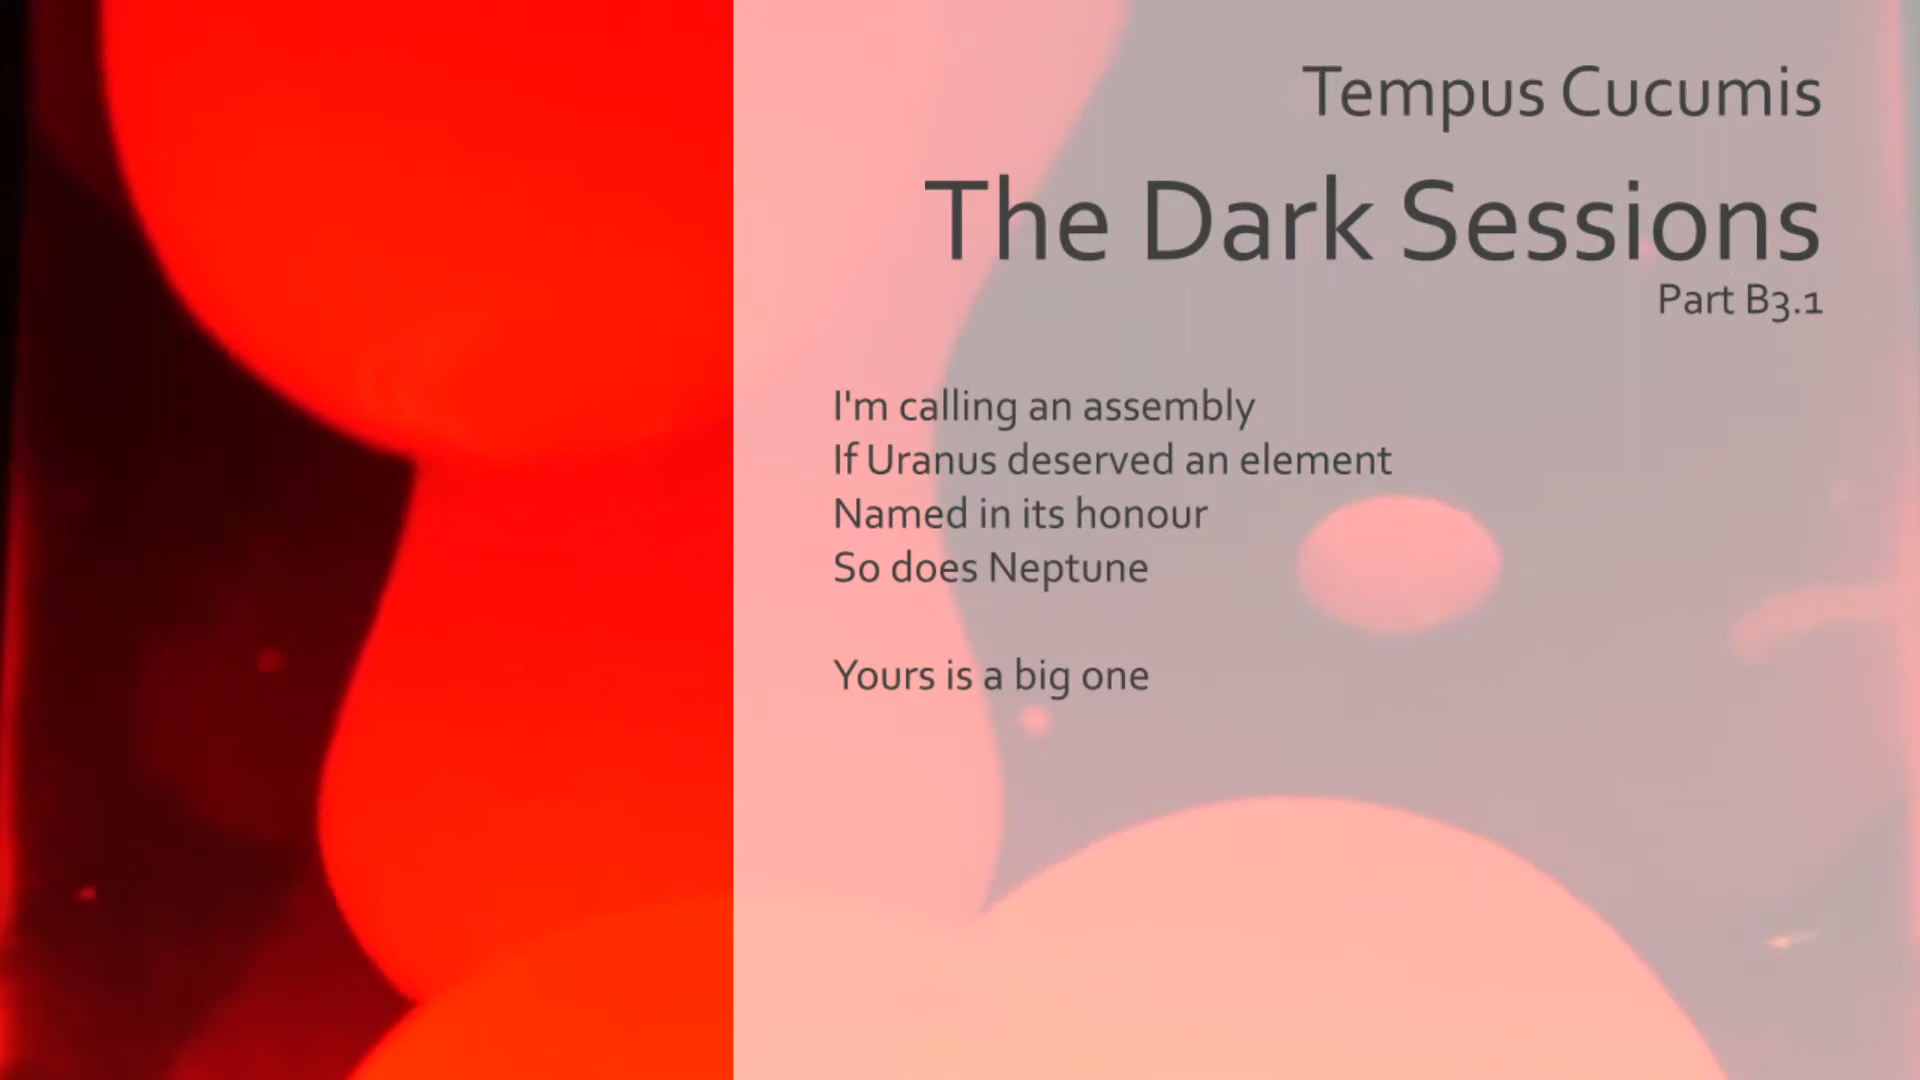 Tempus Cucumis
The Dark Sessions
Part B3.1
I'm calling an assembly
If Uranus deserved an element
Named in its honour
So does Neptune
Yours is a big one